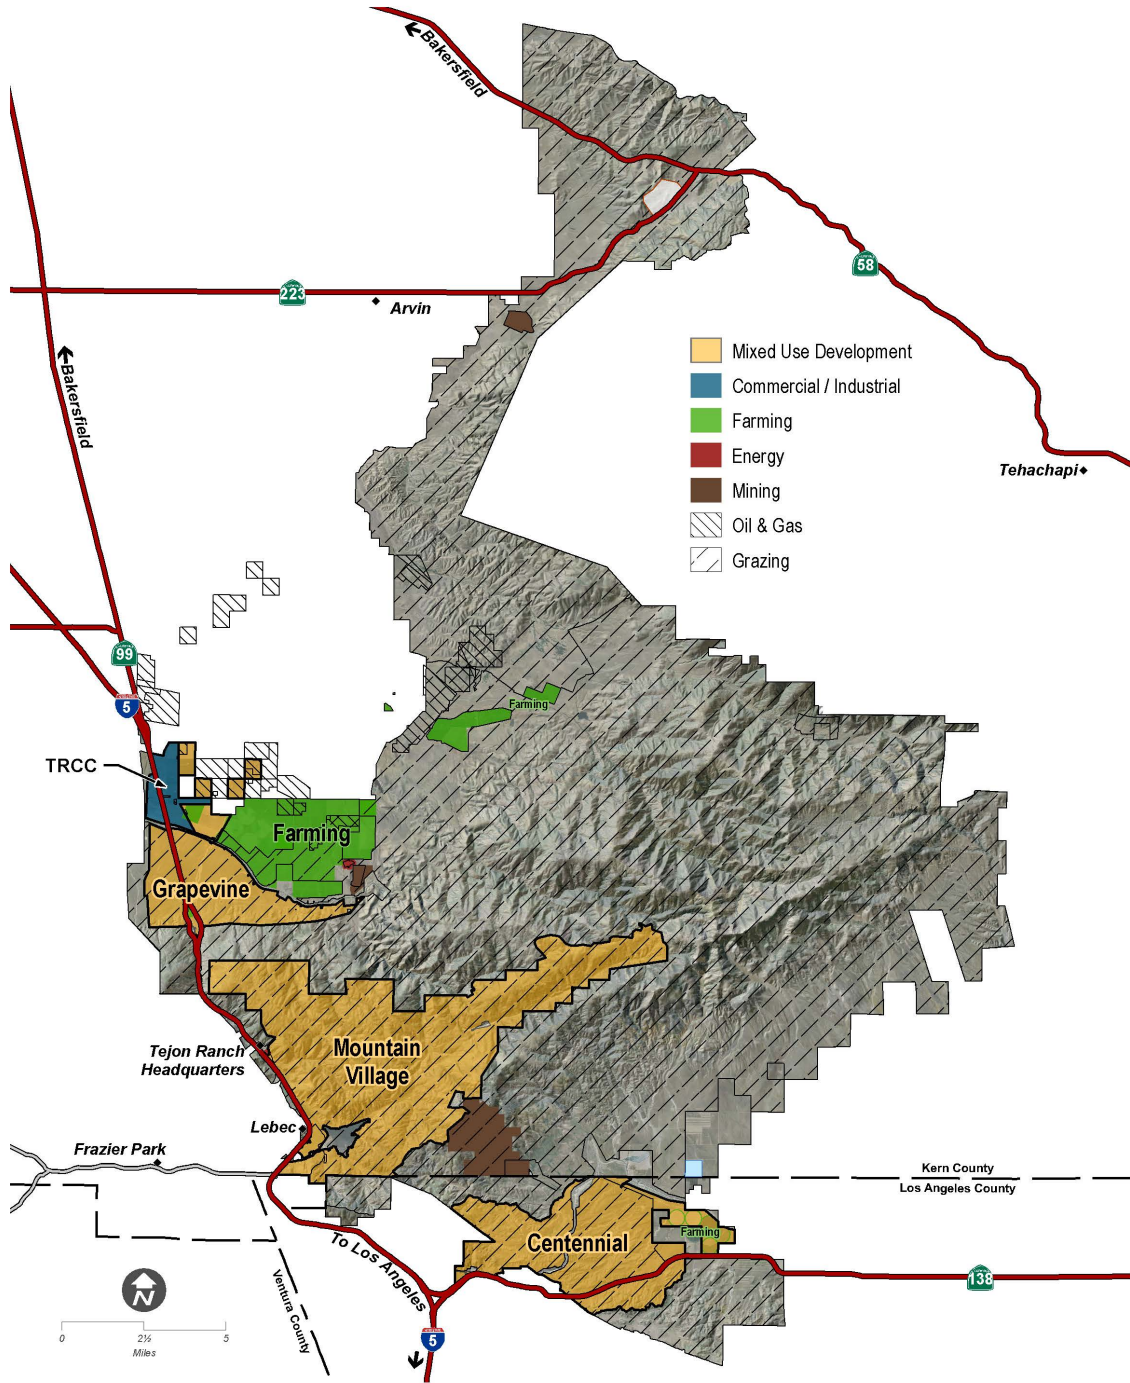 Bakersfield
58
223
Arvin
Bakersfield
Mixed Use Development
Commercial / Industrial
Farming
Energy
Mining
Oil & Gas
Grazing
Tehachapi
99
5
Farming
TRCC
Farming
Grapevine
Mountain
Village
Tejon Ranch
Headquarters
Lebec
Frazier Park
Kern County
Los Angeles County
Farming
Centennial
To Los Angeles
Ventura County
138
N
0 2½ 5
Miles
5